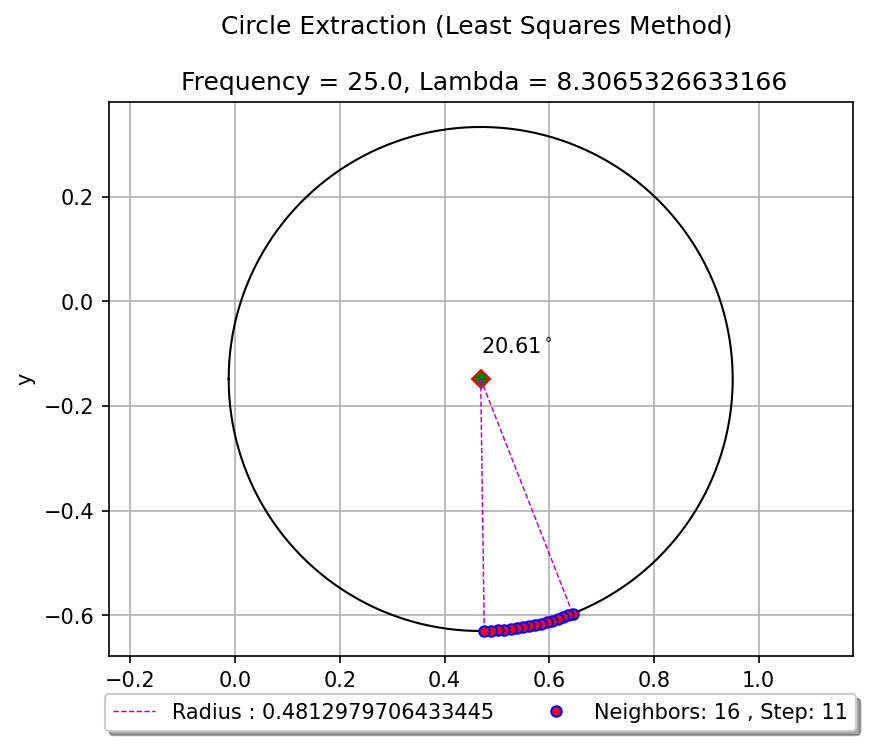 Circle Extraction (Least Squares Method)
Frequency = 25.0, Lambda = 8.3065326633166
0.2
0.0
−0.2
−0.4
−0.6
y
20.61°
−0.2
0.0
0.2
0.4
0.6
0.8
1.0
Radius : 0.4812979706433445
Neighbors: 16 , Step: 11